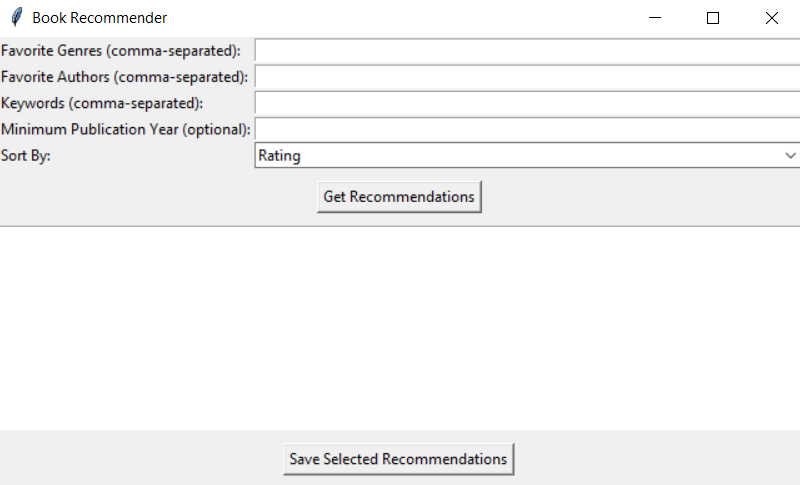 Book Recommender
Favorite Genres (comma-separated):
Favorite Authors (comma-separated):
Keywords (comma-separated):
Minimum Publication Year (optional):
Sort By: Rating
Get Recommendations
Save Selected Recommendations